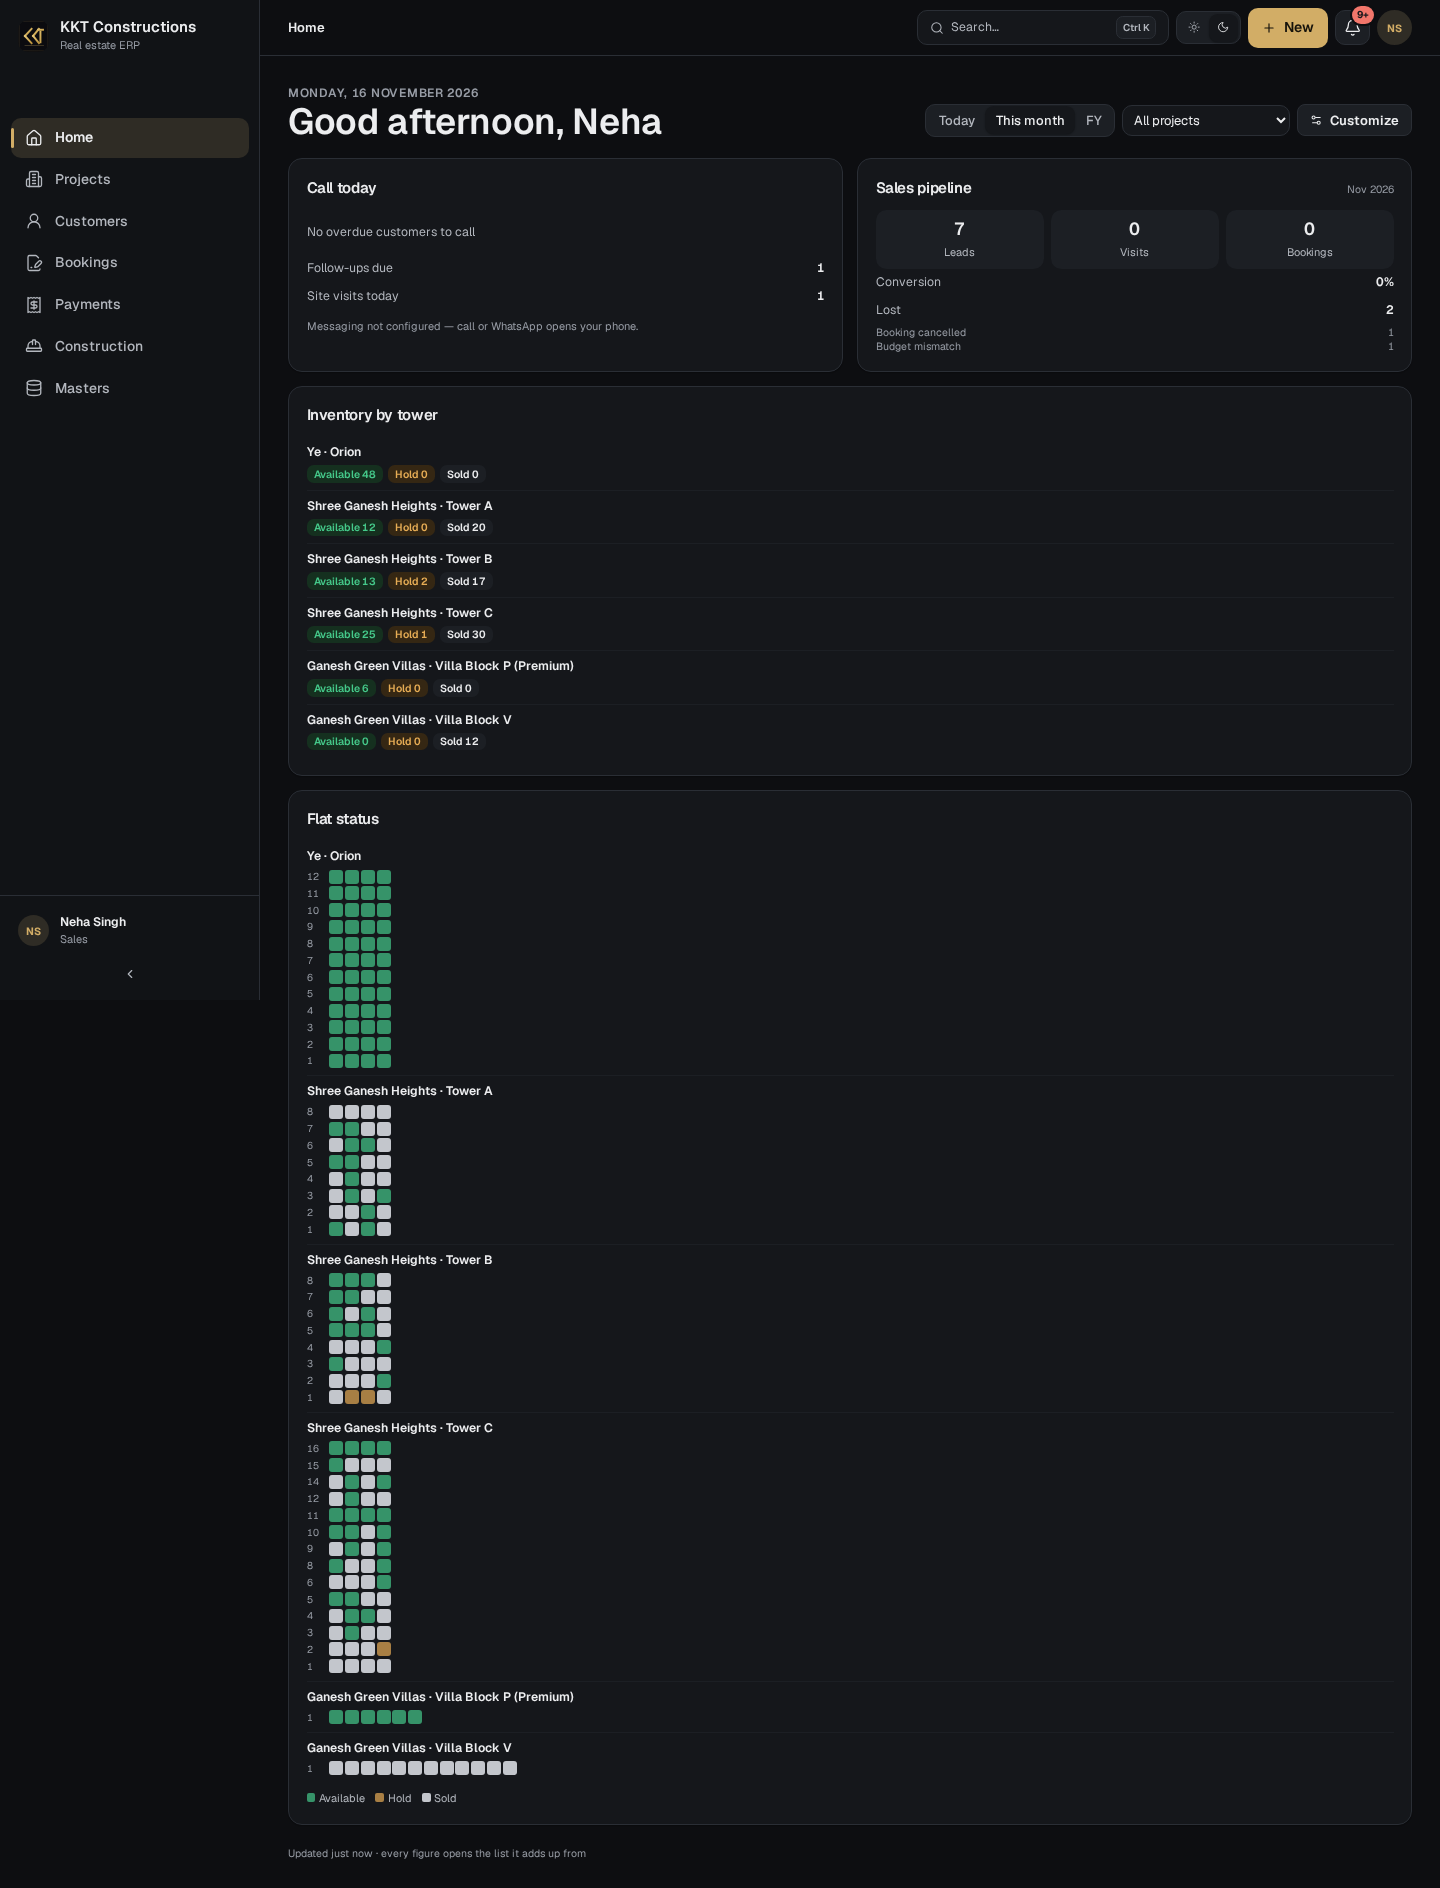 KKT Constructions
Real estate ERP
Home
Projects
Customers
Bookings
Payments
Construction
Masters
NS
Neha Singh
Sales
Home
Search...
Ctrl K
New
9+
NS
MONDAY, 16 NOVEMBER 2026
Good afternoon, Neha
Today
This month
FY
All projects
Customize
Call today
No overdue customers to call
Follow-ups due 1
Site visits today 1
Messaging not configured — call or WhatsApp opens your phone.
Sales pipeline
Nov 2026
7 Leads
0 Visits
0 Bookings
Conversion 0%
Lost 2
Booking cancelled 1
Budget mismatch 1
Inventory by tower
Ye · Orion
Available 48 Hold 0 Sold 0
Shree Ganesh Heights · Tower A
Available 12 Hold 0 Sold 20
Shree Ganesh Heights · Tower B
Available 13 Hold 2 Sold 17
Shree Ganesh Heights · Tower C
Available 25 Hold 1 Sold 30
Ganesh Green Villas · Villa Block P (Premium)
Available 6 Hold 0 Sold 0
Ganesh Green Villas · Villa Block V
Available 0 Hold 0 Sold 12
Flat status
Ye · Orion
12
11
10
9
8
7
6
5
4
3
2
1
Shree Ganesh Heights · Tower A
8
7
6
5
4
3
2
1
Shree Ganesh Heights · Tower B
8
7
6
5
4
3
2
1
Shree Ganesh Heights · Tower C
16
15
14
12
11
10
9
8
6
5
4
3
2
1
Ganesh Green Villas · Villa Block P (Premium)
1
Ganesh Green Villas · Villa Block V
1
Available Hold Sold
Updated just now · every figure opens the list it adds up from